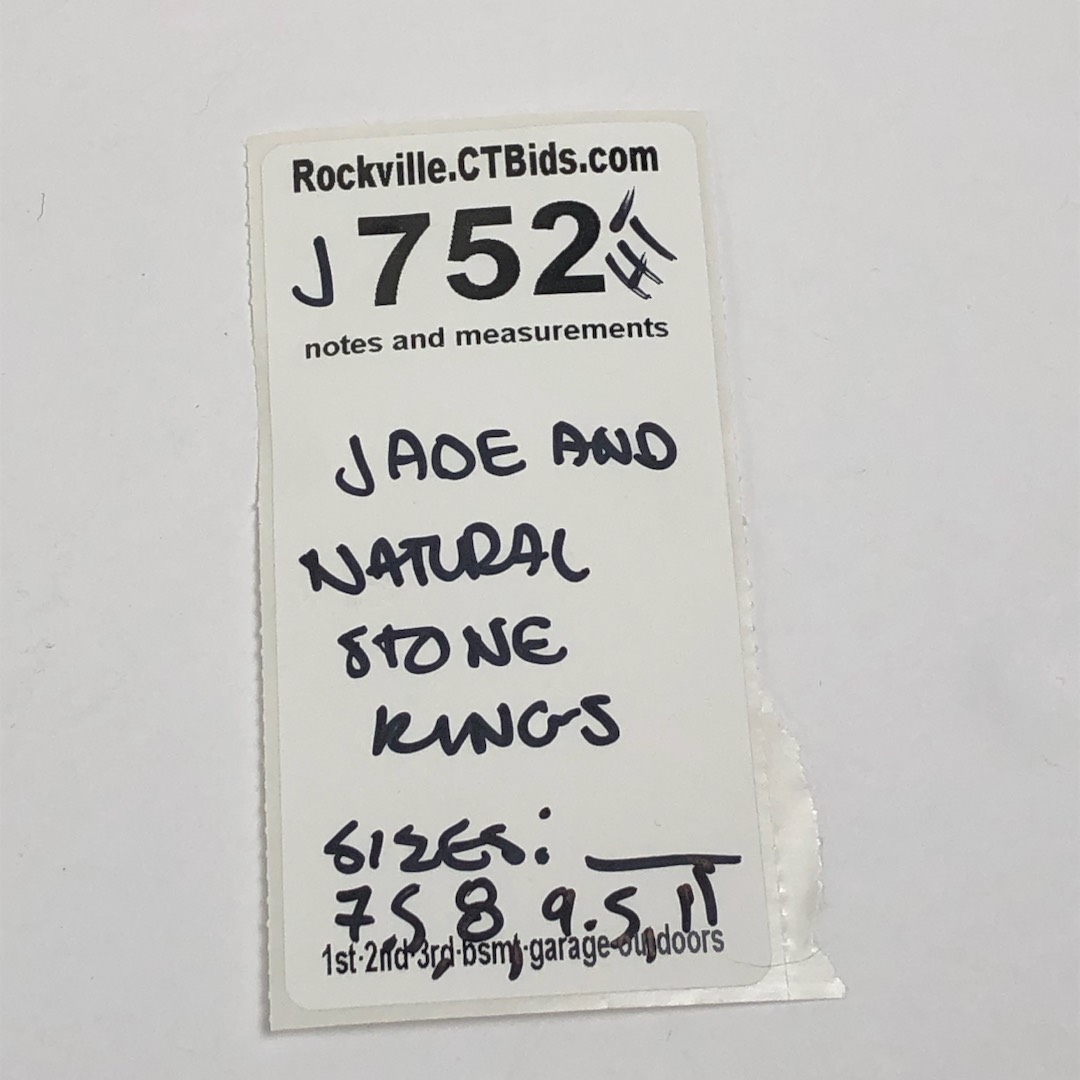 Rockville.CTBids.com
J752
notes and measurements
JADE AND
NATURAL
STONE
RINGS
SIZES:
7.5, 8, 9.5, 11
1st·2nd·3rd·bsmt·garage·outdoors